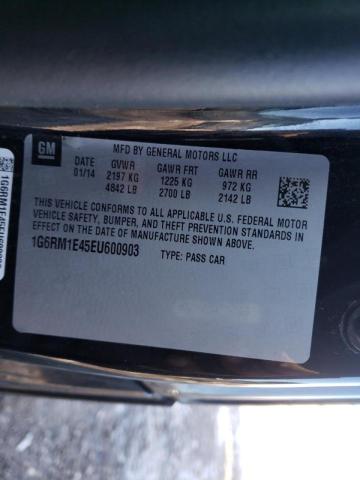 GM
MFD BY GENERAL MOTORS LLC
01/14 GVWR GAWR FRT GAWR RR
2197 KG 1225 KG 972 KG
4842 LB 2700 LB 2142 LB
THIS VEHICLE CONFORMS TO ALL APPLICABLE U.S. FEDERAL MOTOR
VEHICLE SAFETY, BUMPER, AND THEFT PREVENTION STANDARDS IN
EFFECT ON THE DATE OF MANUFACTURE SHOWN ABOVE.
1G6RM1E45EU600903 TYPE: PASS CAR
1G6RM1E45EU600903